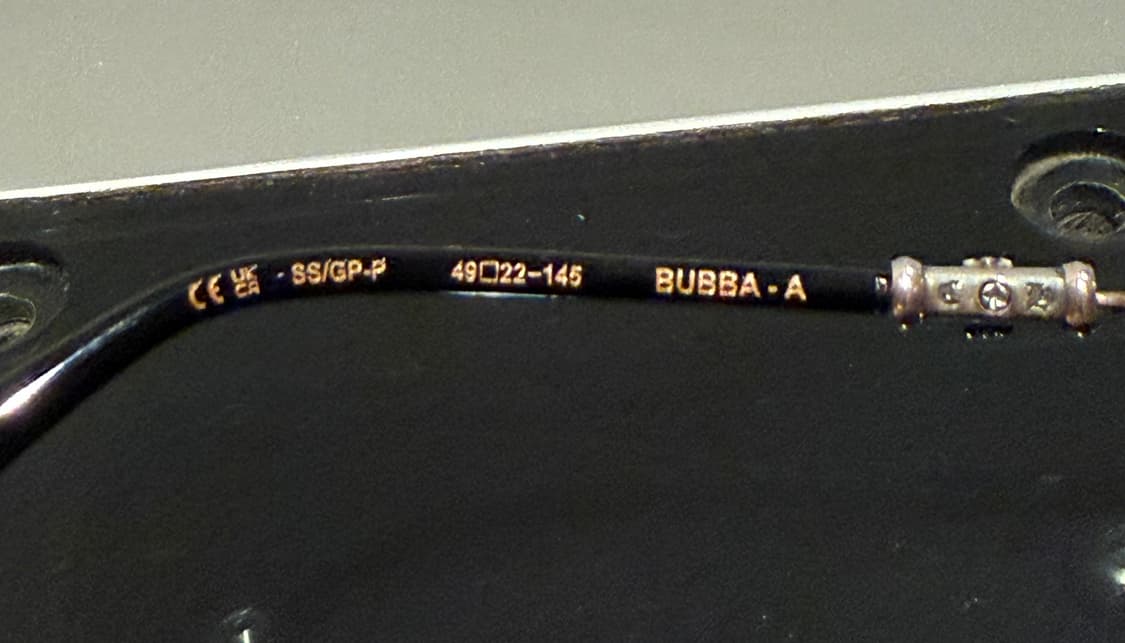 CE UK CA - SS/GP-P 49□22-145 BUBBA - A